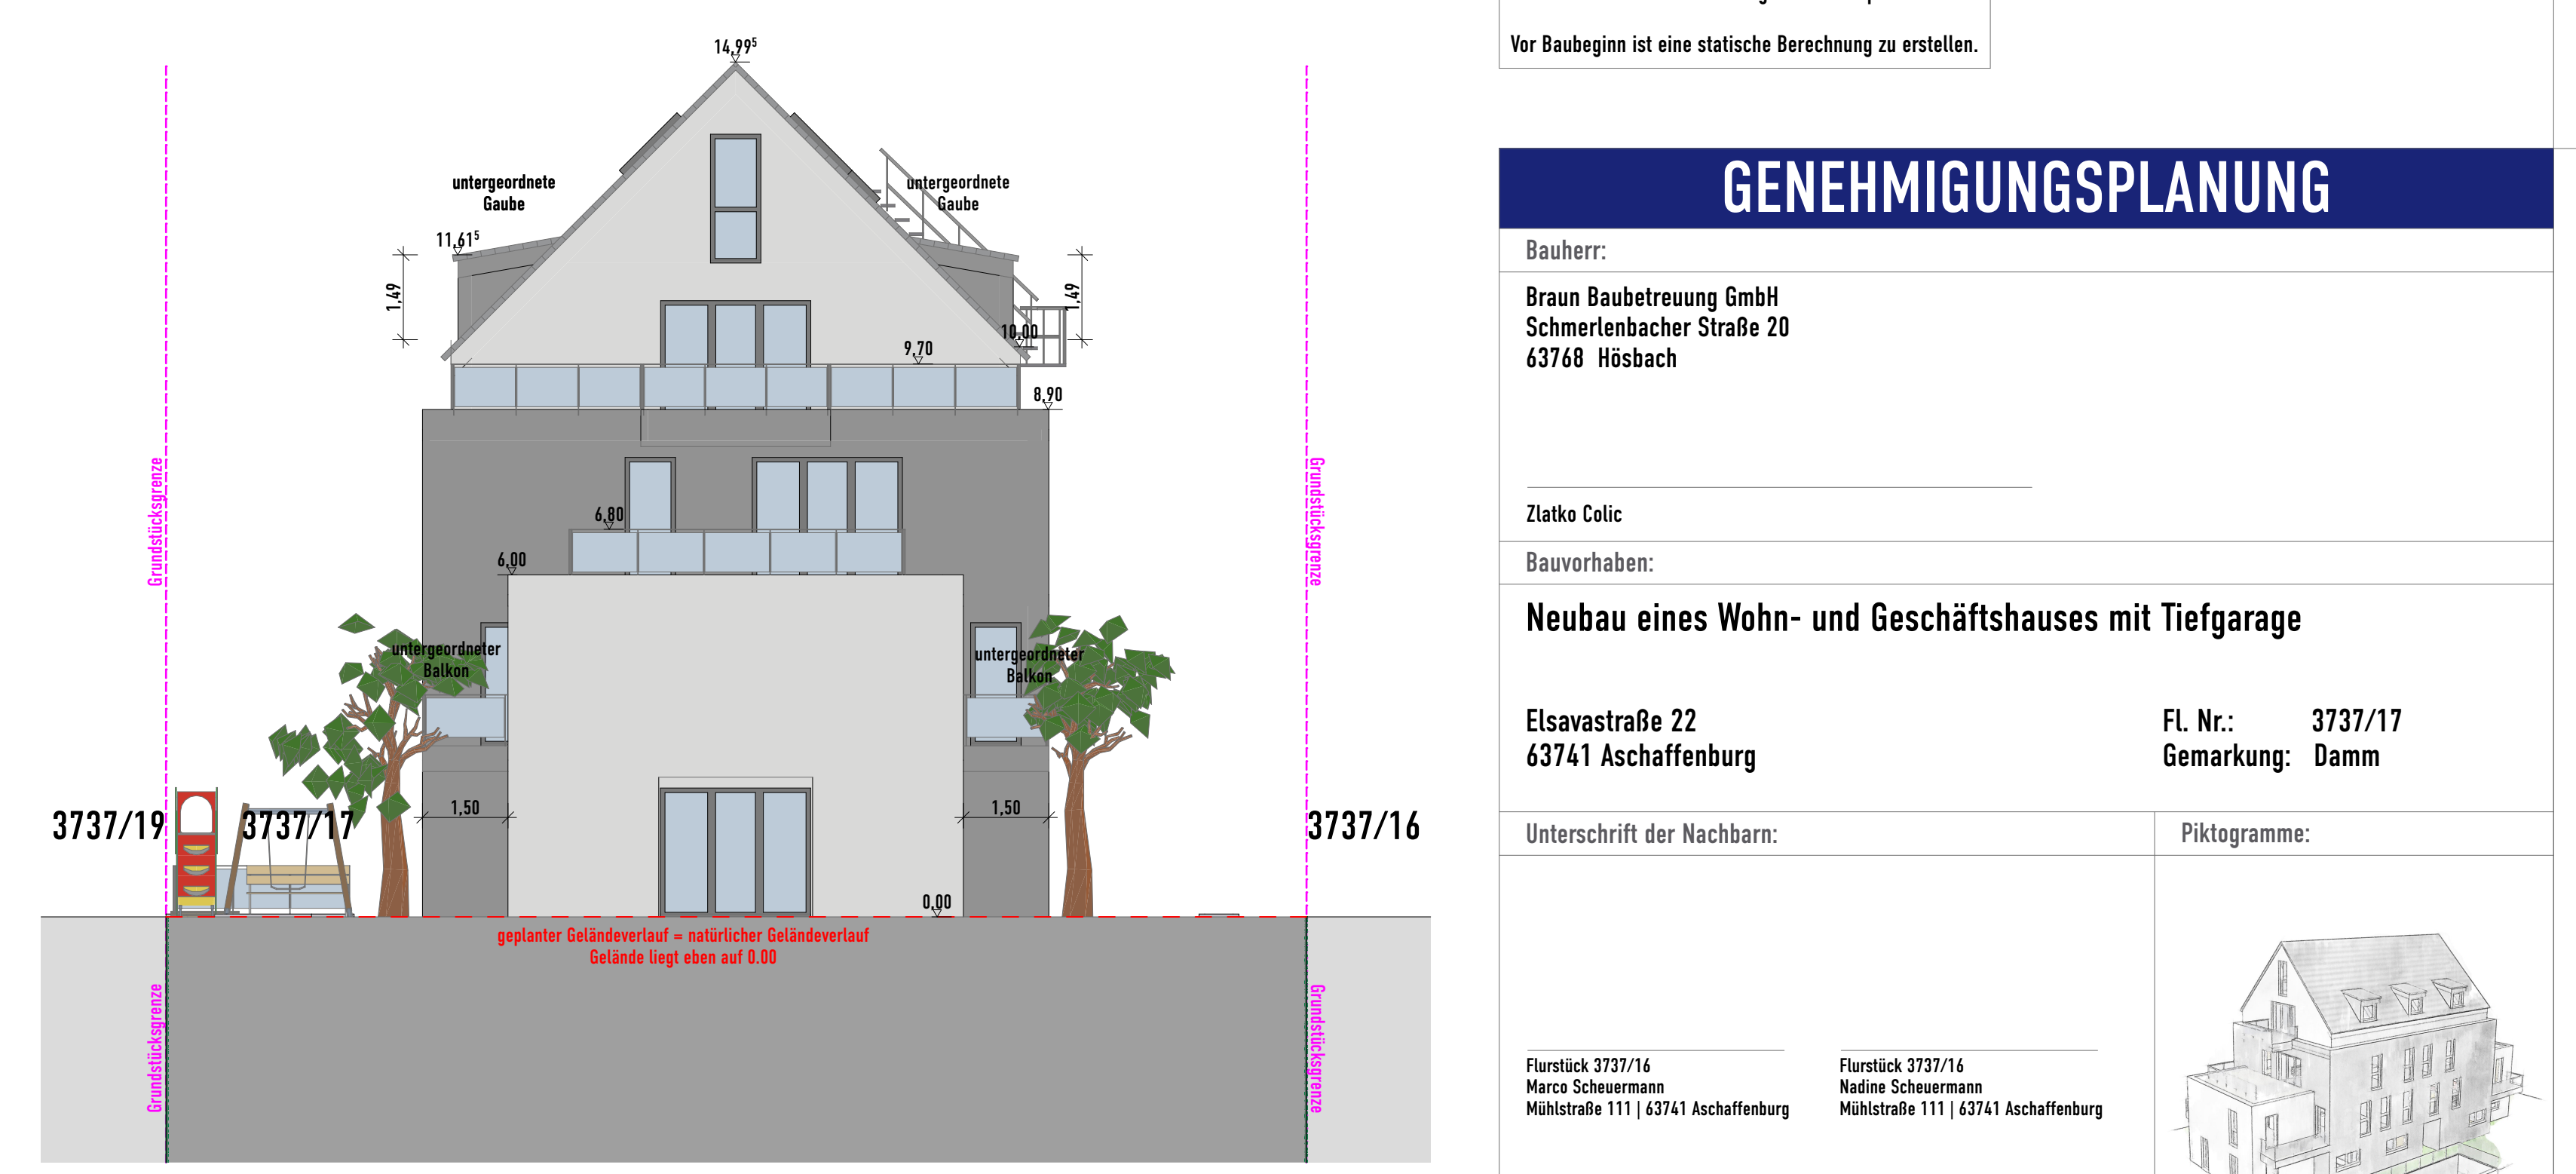 14,99⁵
untergeordnete
Gaube
untergeordnete
Gaube
11,61⁵
1,49
1,49
10,00
9,70
8,90
Grundstücksgrenze
Grundstücksgrenze
6,80
6,00
untergeordneter
Balkon
untergeordneter
Balkon
1,50
1,50
3737/19
3737/17
3737/16
0,00
geplanter Geländeverlauf = natürlicher Geländeverlauf
Gelände liegt eben auf 0.00
Grundstücksgrenze
Grundstücksgrenze
Vor Baubeginn ist eine statische Berechnung zu erstellen.
GENEHMIGUNGSPLANUNG
Bauherr:
Braun Baubetreuung GmbH
Schmerlenbacher Straße 20
63768 Hösbach
Zlatko Colic
Bauvorhaben:
Neubau eines Wohn- und Geschäftshauses mit Tiefgarage
Elsavastraße 22
63741 Aschaffenburg
Fl. Nr.: 3737/17
Gemarkung: Damm
Unterschrift der Nachbarn:
Piktogramme:
Flurstück 3737/16
Marco Scheuermann
Mühlstraße 111 | 63741 Aschaffenburg
Flurstück 3737/16
Nadine Scheuermann
Mühlstraße 111 | 63741 Aschaffenburg